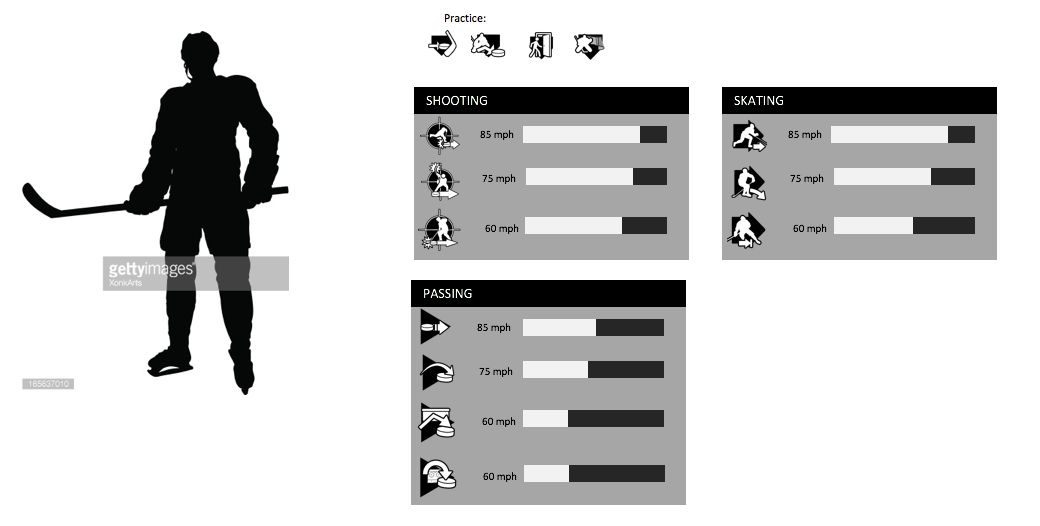 Practice:
SHOOTING
85 mph
75 mph
60 mph
SKATING
85 mph
75 mph
60 mph
gettyimages®
XonkArts
165637010
PASSING
85 mph
75 mph
60 mph
60 mph